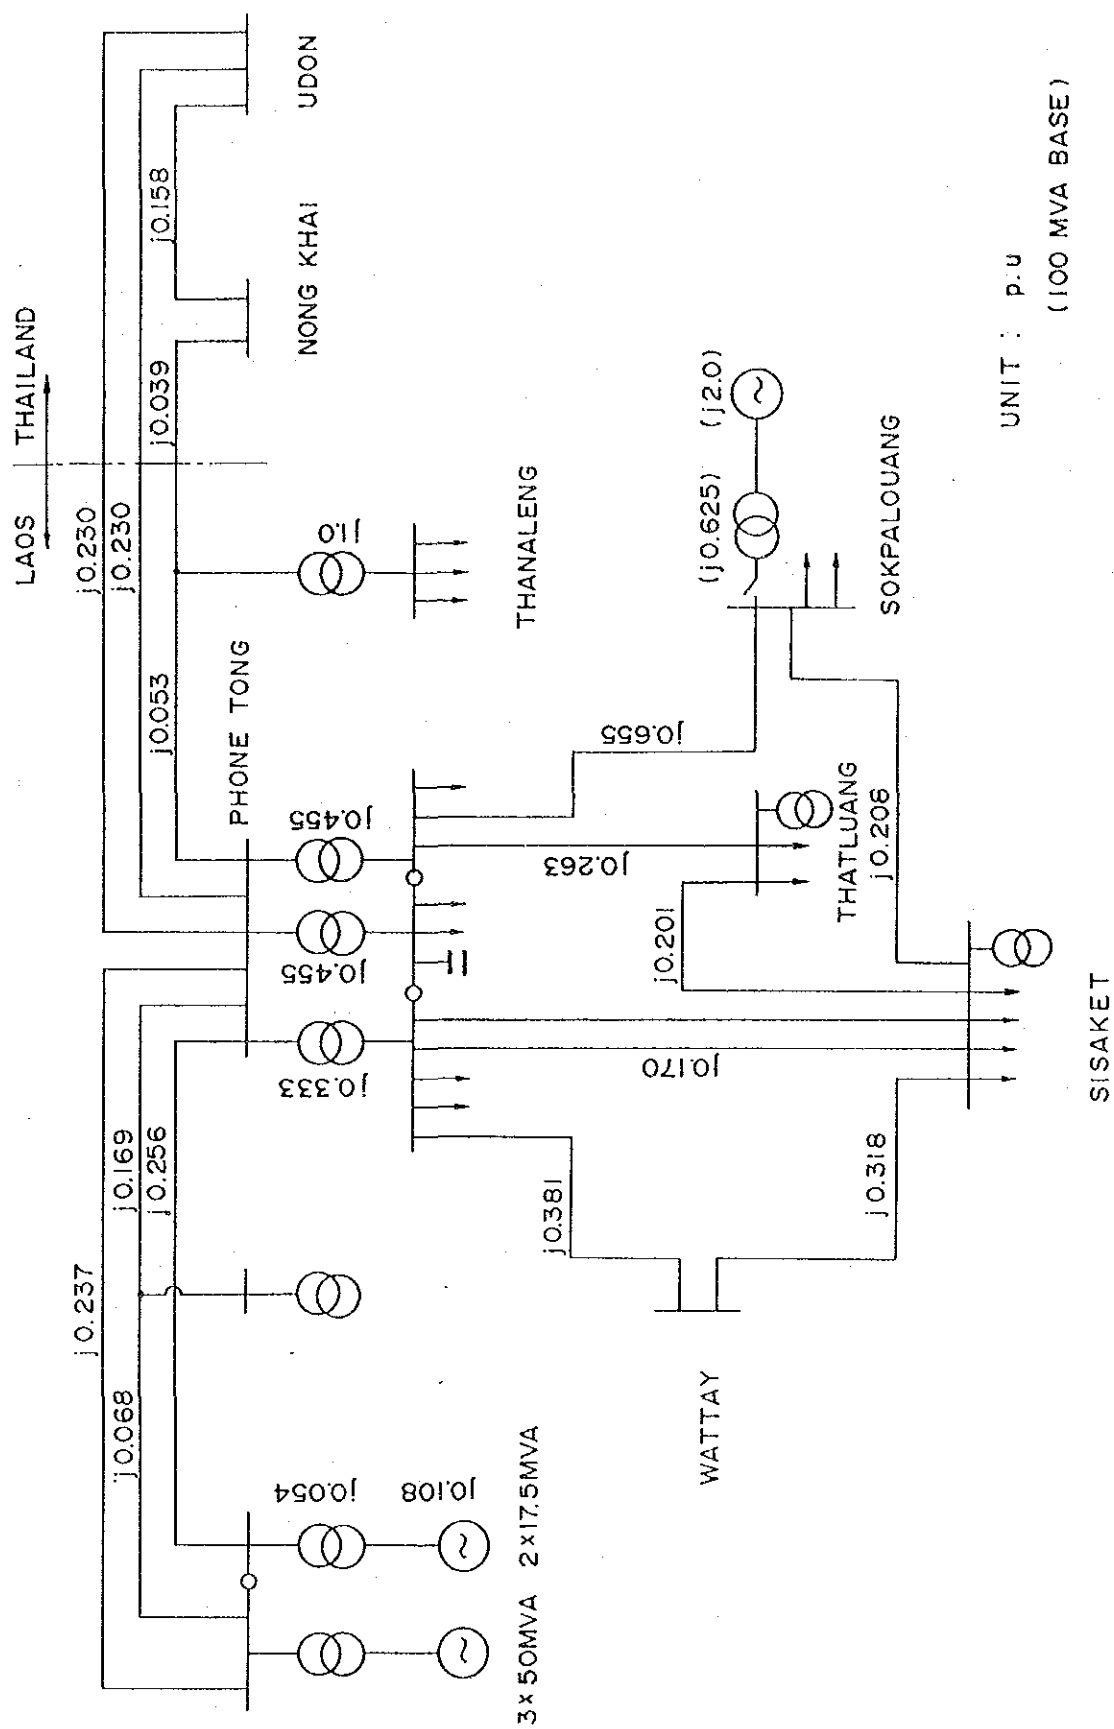 LAOS THAILAND
j0.230
j0.230
j0.053
j0.039
j0.158
j0.237
j0.169
j0.256
j0.068
PHONE TONG
NONG KHAI
UDON
j0.333
j0.455
j0.455
j1.0
j0.054
j0.108
THANALENG
3×50MVA 2×17.5MVA
j0.381
j0.170
j0.263
j0.655
(j0.625)
(j2.0)
j0.201
THATLUANG
j0.208
SOKPALOUANG
WATTAY
j0.318
SISAKET
UNIT : p.u
(100 MVA BASE)